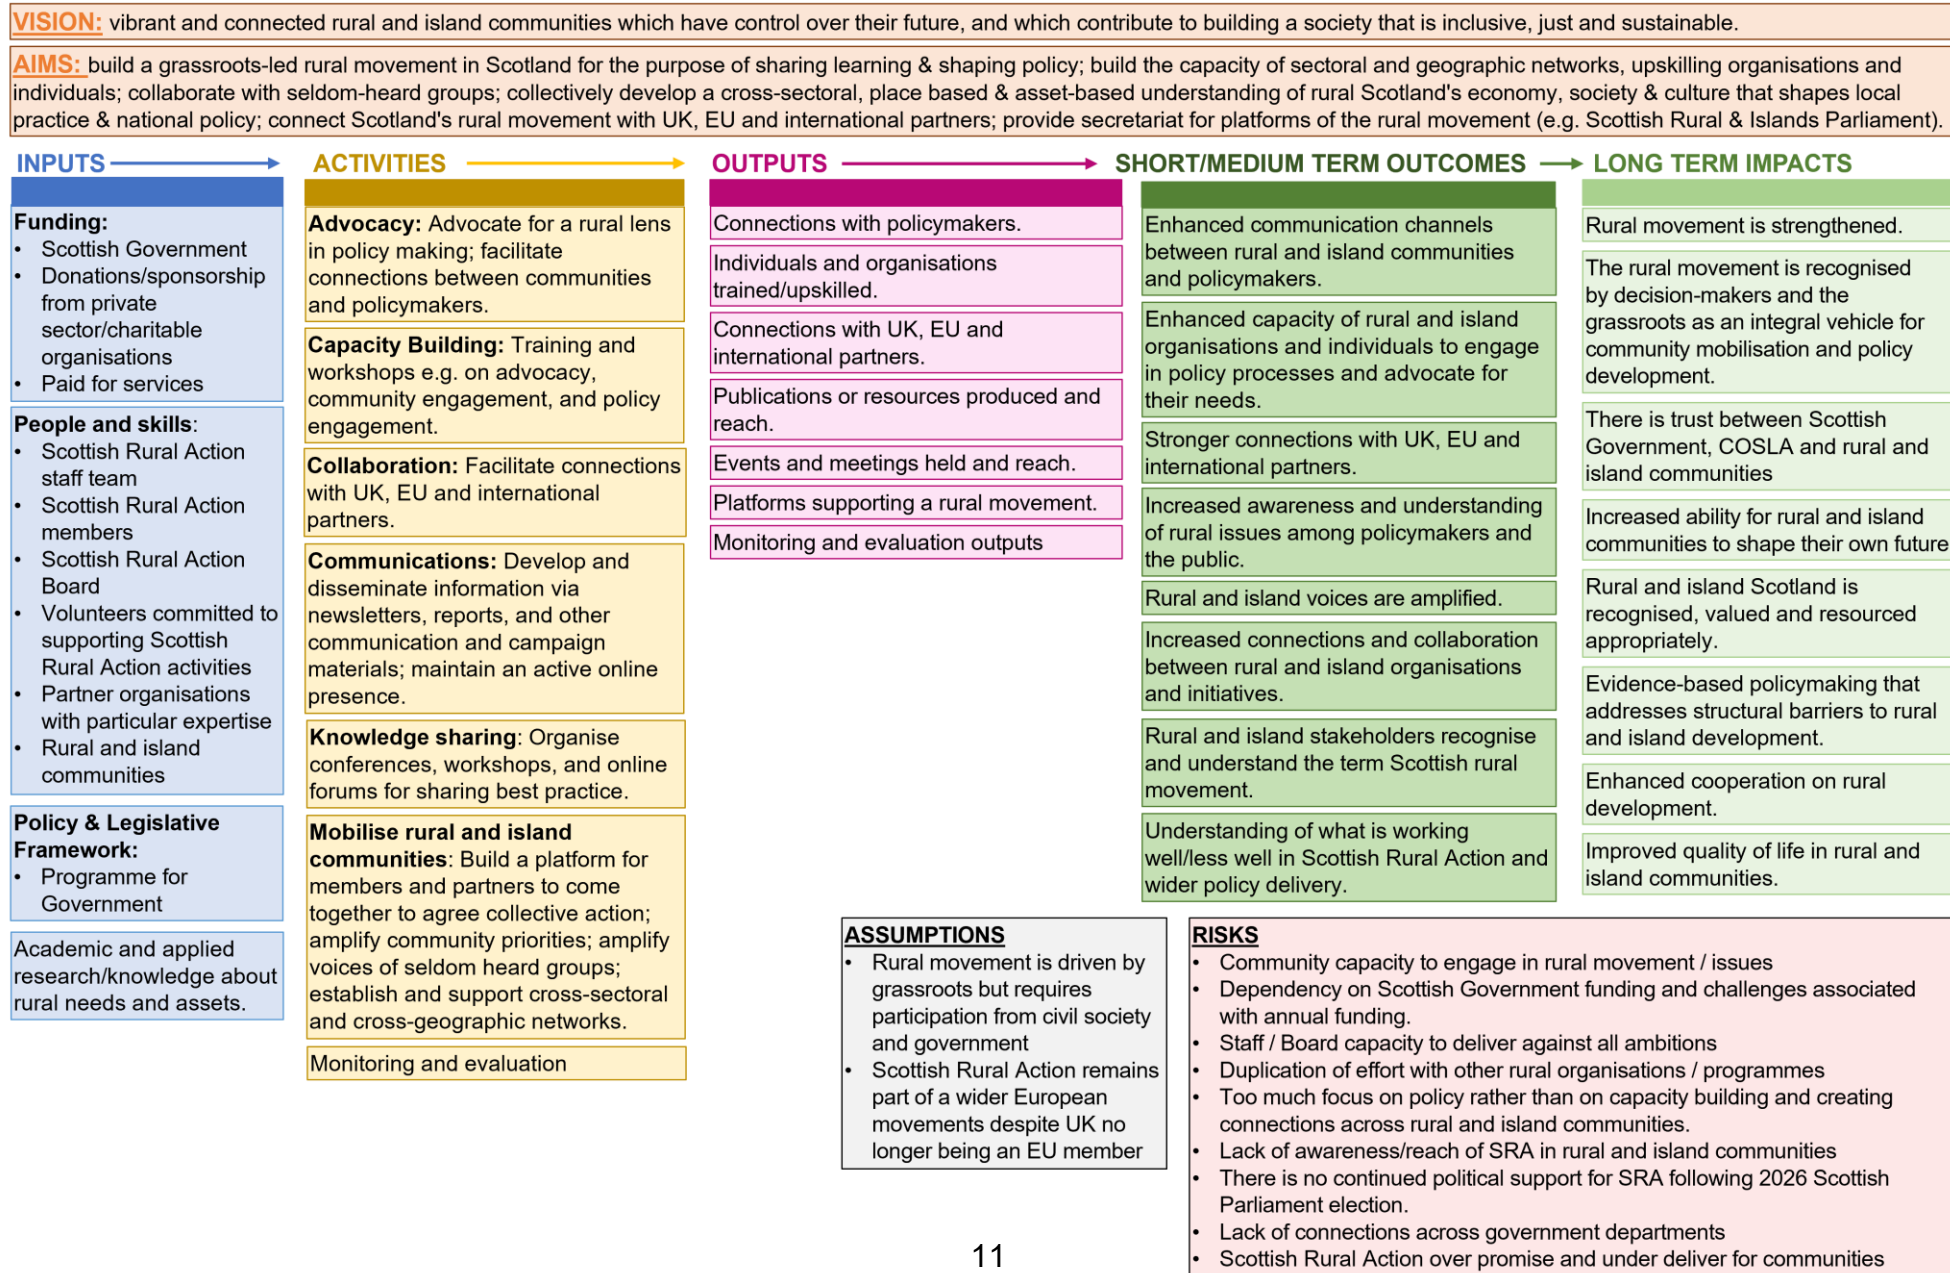 VISION: vibrant and connected rural and island communities which have control over their future, and which contribute to building a society that is inclusive, just and sustainable.
AIMS: build a grassroots-led rural movement in Scotland for the purpose of sharing learning & shaping policy; build the capacity of sectoral and geographic networks, upskilling organisations and
individuals; collaborate with seldom-heard groups; collectively develop a cross-sectoral, place based & asset-based understanding of rural Scotland's economy, society & culture that shapes local
practice & national policy; connect Scotland's rural movement with UK, EU and international partners; provide secretariat for platforms of the rural movement (e.g. Scottish Rural & Islands Parliament).
INPUTS
Funding:
• Scottish Government
• Donations/sponsorship
from private
sector/charitable
organisations
• Paid for services
People and skills:
• Scottish Rural Action
staff team
• Scottish Rural Action
members
• Scottish Rural Action
Board
• Volunteers committed to
supporting Scottish
Rural Action activities
• Partner organisations
with particular expertise
• Rural and island
communities
Policy & Legislative
Framework:
• Programme for
Government
Academic and applied
research/knowledge about
rural needs and assets.
ACTIVITIES
Advocacy: Advocate for a rural lens
in policy making; facilitate
connections between communities
and policymakers.
Capacity Building: Training and
workshops e.g. on advocacy,
community engagement, and policy
engagement.
Collaboration: Facilitate connections
with UK, EU and international
partners.
Communications: Develop and
disseminate information via
newsletters, reports, and other
communication and campaign
materials; maintain an active online
presence.
Knowledge sharing: Organise
conferences, workshops, and online
forums for sharing best practice.
Mobilise rural and island
communities: Build a platform for
members and partners to come
together to agree collective action;
amplify community priorities; amplify
voices of seldom heard groups;
establish and support cross-sectoral
and cross-geographic networks.
Monitoring and evaluation
OUTPUTS
Connections with policymakers.
Individuals and organisations
trained/upskilled.
Connections with UK, EU and
international partners.
Publications or resources produced and
reach.
Events and meetings held and reach.
Platforms supporting a rural movement.
Monitoring and evaluation outputs
SHORT/MEDIUM TERM OUTCOMES
Enhanced communication channels
between rural and island communities
and policymakers.
Enhanced capacity of rural and island
organisations and individuals to engage
in policy processes and advocate for
their needs.
Stronger connections with UK, EU and
international partners.
Increased awareness and understanding
of rural issues among policymakers and
the public.
Rural and island voices are amplified.
Increased connections and collaboration
between rural and island organisations
and initiatives.
Rural and island stakeholders recognise
and understand the term Scottish rural
movement.
Understanding of what is working
well/less well in Scottish Rural Action and
wider policy delivery.
LONG TERM IMPACTS
Rural movement is strengthened.
The rural movement is recognised
by decision-makers and the
grassroots as an integral vehicle for
community mobilisation and policy
development.
There is trust between Scottish
Government, COSLA and rural and
island communities
Increased ability for rural and island
communities to shape their own future
Rural and island Scotland is
recognised, valued and resourced
appropriately.
Evidence-based policymaking that
addresses structural barriers to rural
and island development.
Enhanced cooperation on rural
development.
Improved quality of life in rural and
island communities.
ASSUMPTIONS
• Rural movement is driven by
grassroots but requires
participation from civil society
and government
• Scottish Rural Action remains
part of a wider European
movements despite UK no
longer being an EU member
RISKS
• Community capacity to engage in rural movement / issues
• Dependency on Scottish Government funding and challenges associated
with annual funding.
• Staff / Board capacity to deliver against all ambitions
• Duplication of effort with other rural organisations / programmes
• Too much focus on policy rather than on capacity building and creating
connections across rural and island communities.
• Lack of awareness/reach of SRA in rural and island communities
• There is no continued political support for SRA following 2026 Scottish
Parliament election.
• Lack of connections across government departments
• Scottish Rural Action over promise and under deliver for communities
11